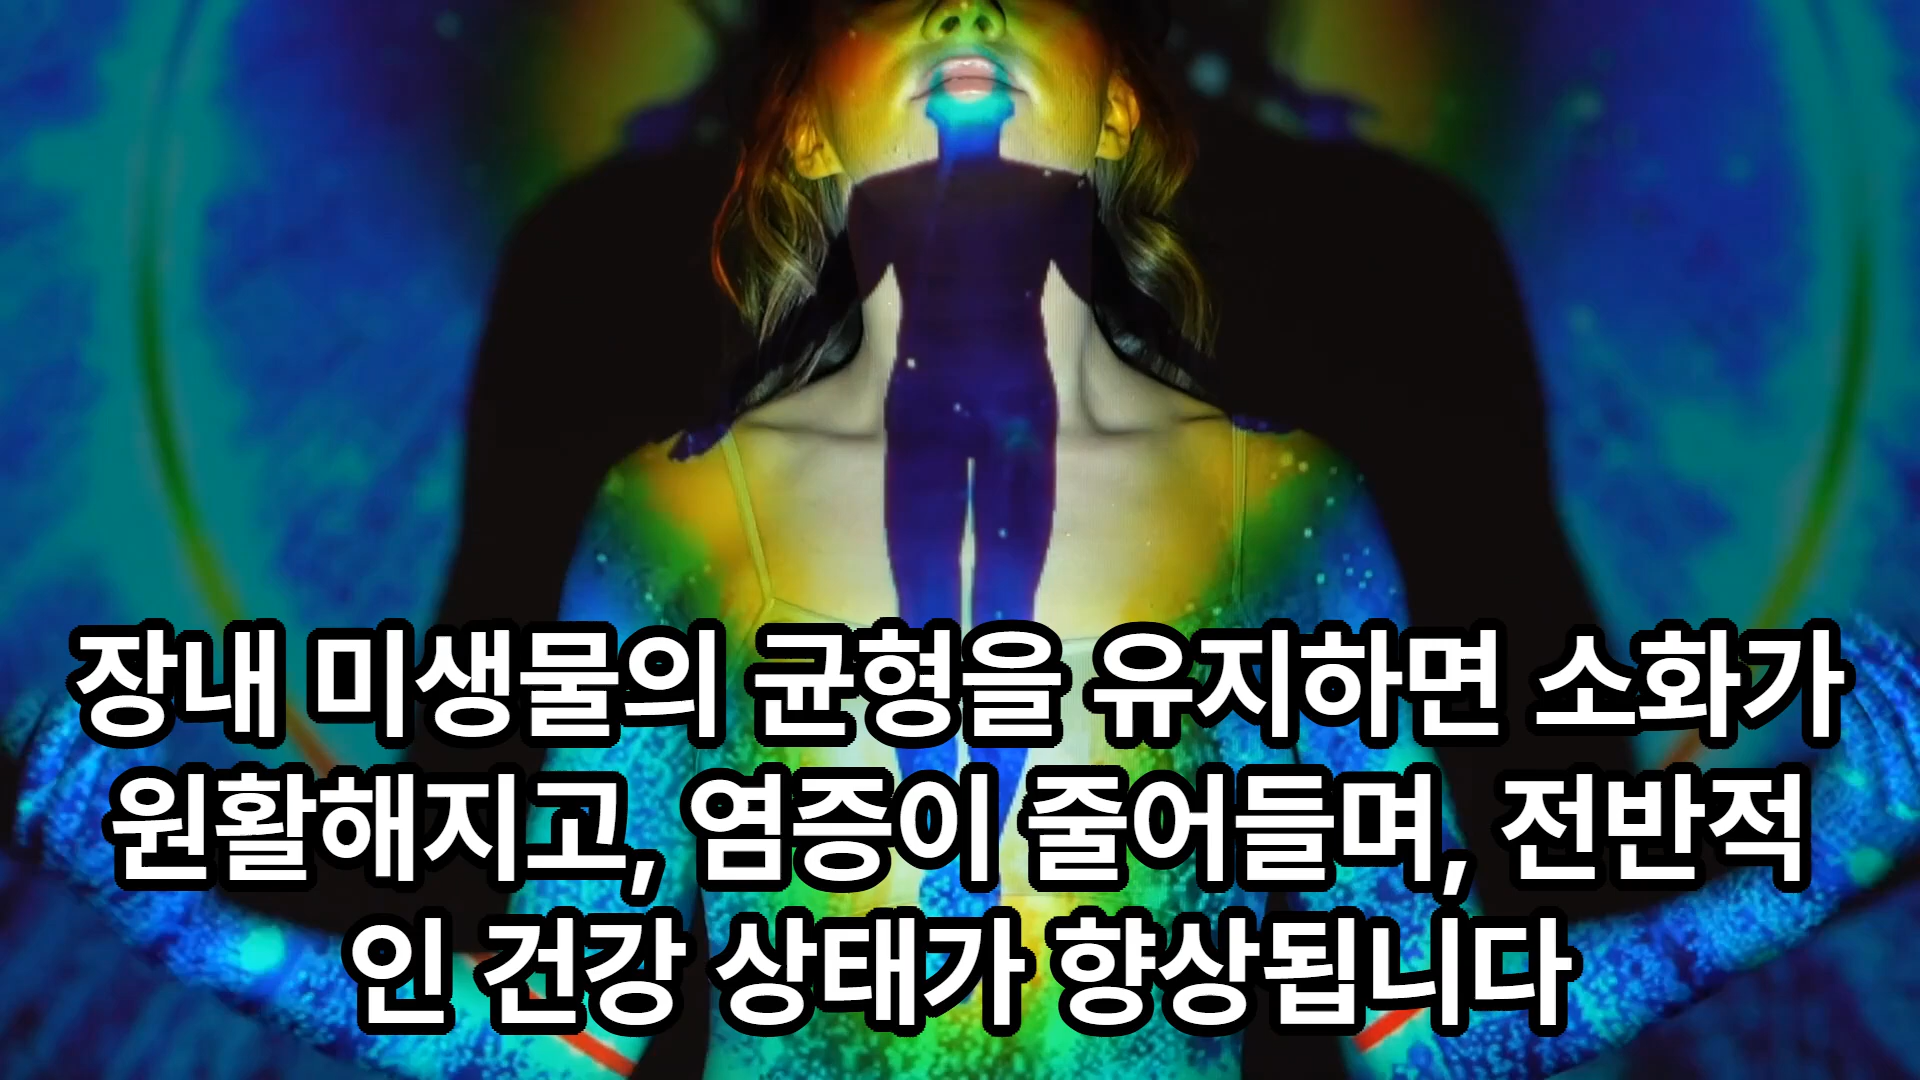 장내 미생물의 균형을 유지하면 소화가
원활해지고, 염증이 줄어들며, 전반적
인 건강 상태가 향상됩니다